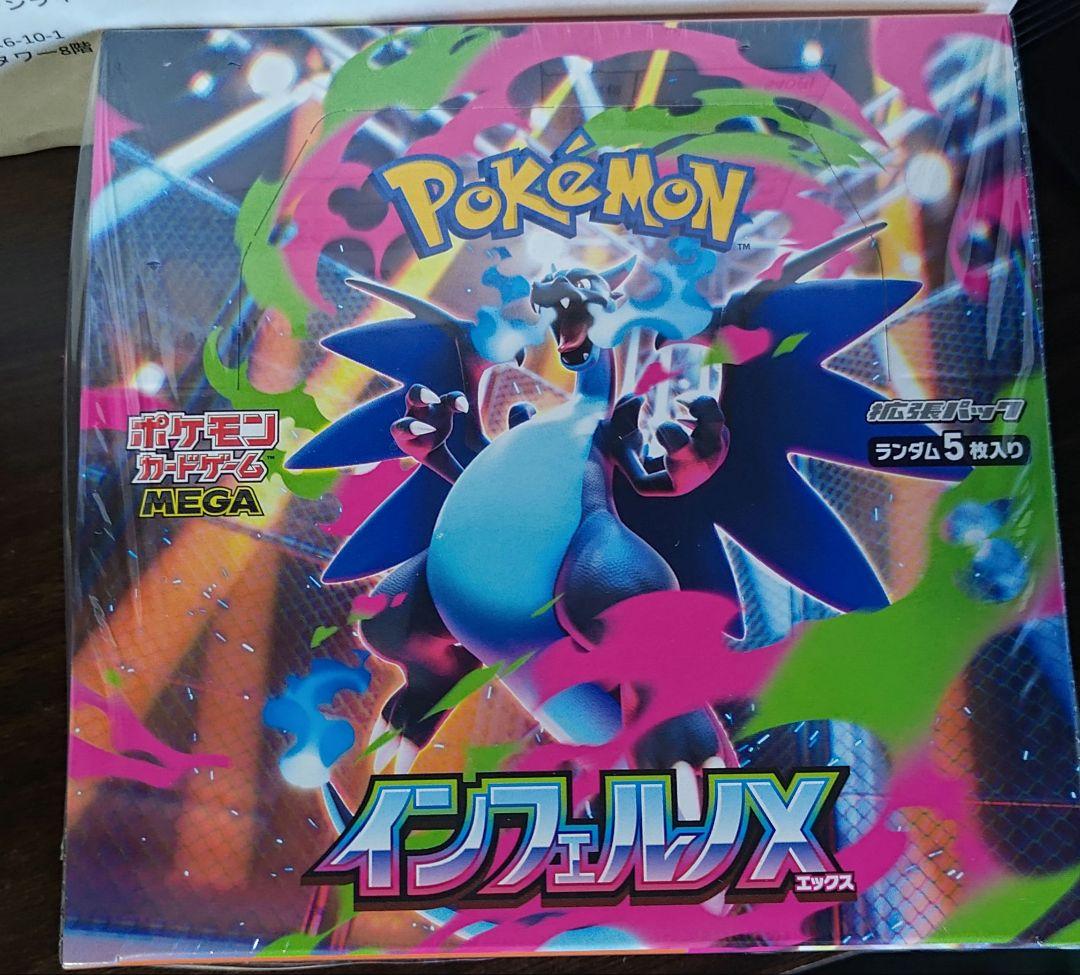 6-10-1
タワー8階
POKÉMON
TM
ポケモン
カードゲーム
TM
MEGA
拡張パック
ランダム5枚入り
インフェルノX
エックス